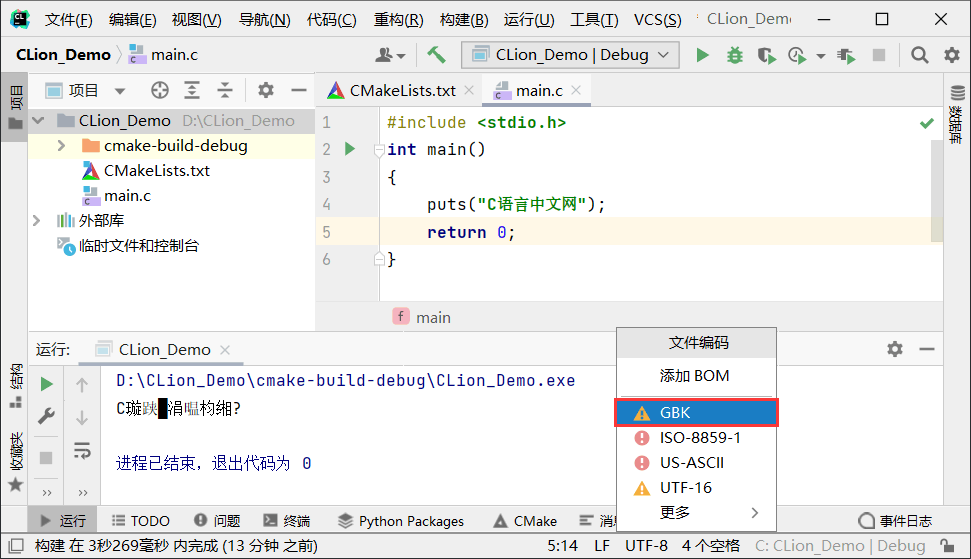 文件(F) 编辑(E) 视图(V) 导航(N) 代码(C) 重构(R) 构建(B) 运行(U) 工具(T) VCS(S) CLion_Demo
CLion_Demo main.c CLion_Demo | Debug
项目
项目
CMakeLists.txt main.c
CLion_Demo D:\CLion_Demo
cmake-build-debug
CMakeLists.txt
main.c
外部库
临时文件和控制台
1 #include <stdio.h>
2 int main()
3 {
4 puts("C语言中文网");
5 return 0;
6 }
f main
数据库
运行: CLion_Demo
结构
收藏夹
D:\CLion_Demo\cmake-build-debug\CLion_Demo.exe
进程已结束，退出代码为 0
文件编码
添加 BOM
GBK
ISO-8859-1
US-ASCII
UTF-16
更多
运行 TODO 问题 终端 Python Packages CMake 事件日志
构建 在 3秒269毫秒 内完成 (13 分钟 之前) 5:14 LF UTF-8 4 个空格 C: CLion_Demo | Debug